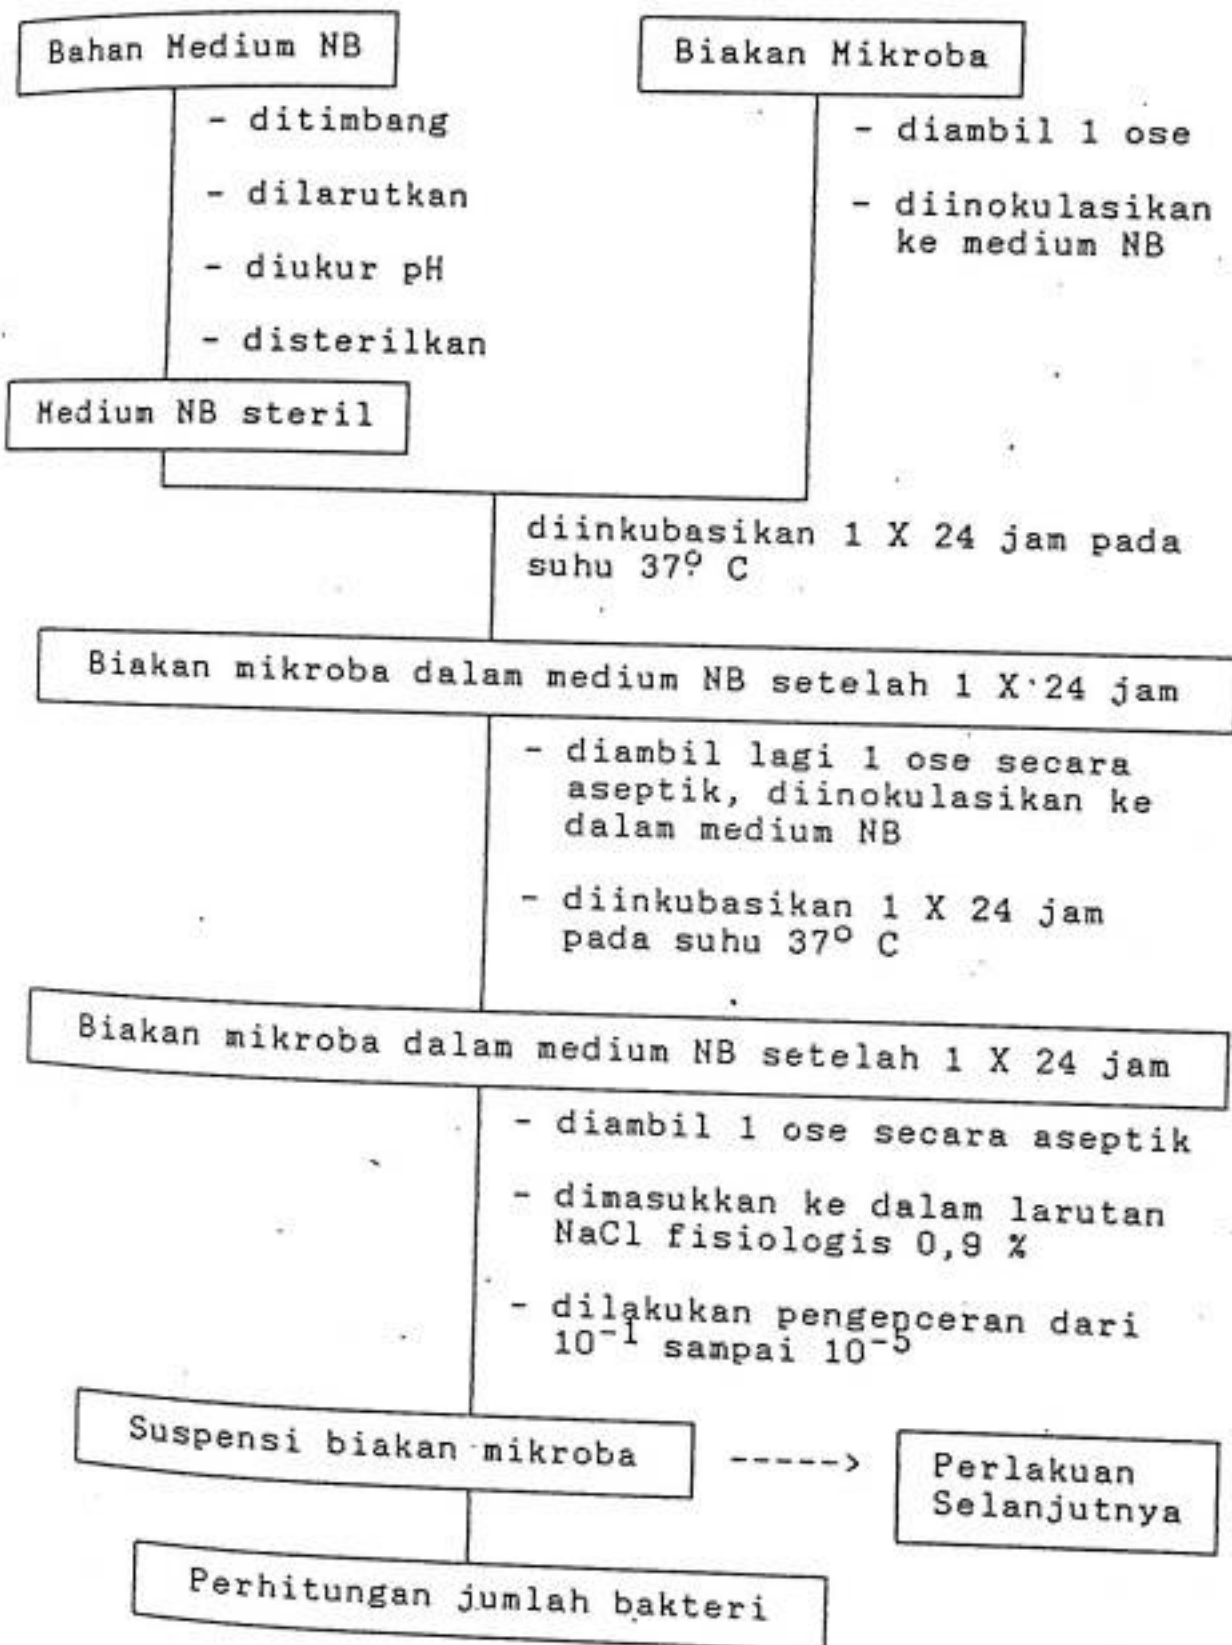 Bahan Medium NB
- ditimbang
- dilarutkan
- diukur pH
- disterilkan
Medium NB steril
Biakan Mikroba
- diambil 1 ose
- diinokulasikan
ke medium NB
diinkubasikan 1 X 24 jam pada
suhu 37º C
Biakan mikroba dalam medium NB setelah 1 X 24 jam
- diambil lagi 1 ose secara
aseptik, diinokulasikan ke
dalam medium NB
- diinkubasikan 1 X 24 jam
pada suhu 37º C
Biakan mikroba dalam medium NB setelah 1 X 24 jam
- diambil 1 ose secara aseptik
- dimasukkan ke dalam larutan
NaCl fisiologis 0,9 %
- dilakukan pengenceran dari
10⁻¹ sampai 10⁻⁵
Suspensi biakan mikroba ----->
Perlakuan
Selanjutnya
Perhitungan jumlah bakteri